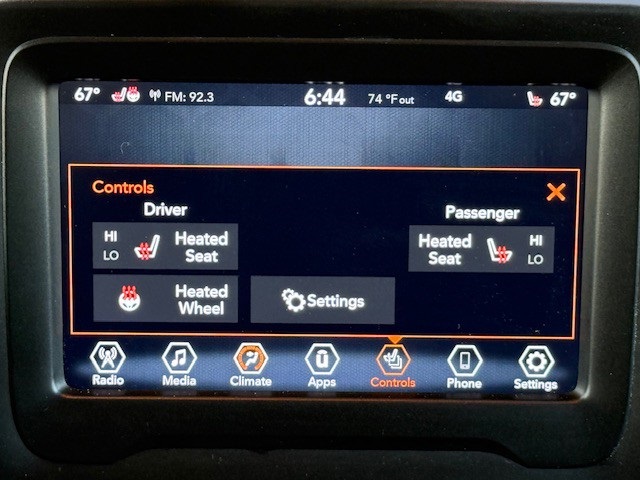 67° FM: 92.3 6:44 74 °F out 4G 67°
Controls
Driver
Passenger
HI
LO
Heated
Seat
Heated
Seat
HI
LO
Heated
Wheel
Settings
Radio Media Climate Apps Controls Phone Settings